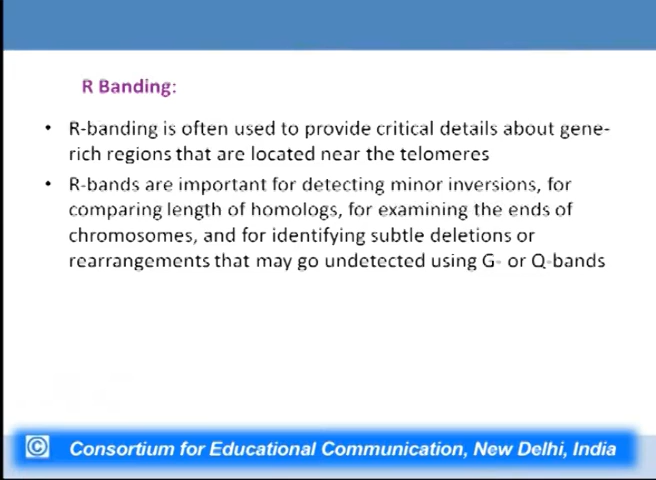 R Banding:
• R-banding is often used to provide critical details about gene-
rich regions that are located near the telomeres
• R-bands are important for detecting minor inversions, for
comparing length of homologs, for examining the ends of
chromosomes, and for identifying subtle deletions or
rearrangements that may go undetected using G- or Q-bands
© Consortium for Educational Communication, New Delhi, India